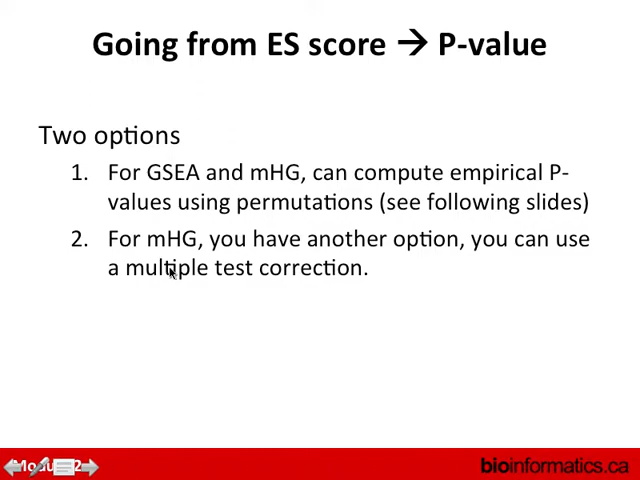 Going from ES score → P-value
Two options
1. For GSEA and mHG, can compute empirical P-
values using permutations (see following slides)
2. For mHG, you have another option, you can use
a multiple test correction.
bioinformatics.ca